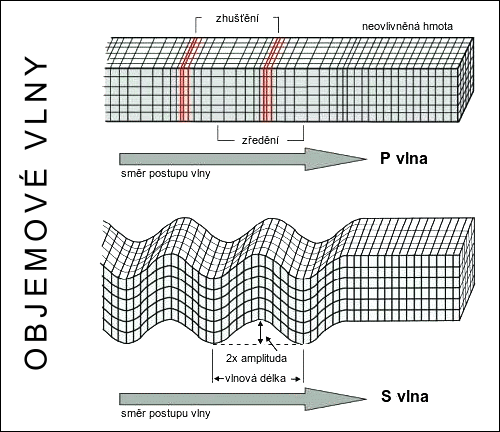 OBJEMOVÉ VLNY
zhuštění
neovlivněná hmota
zředění
P vlna
směr postupu vlny
2x amplituda
vlnová délka
S vlna
směr postupu vlny